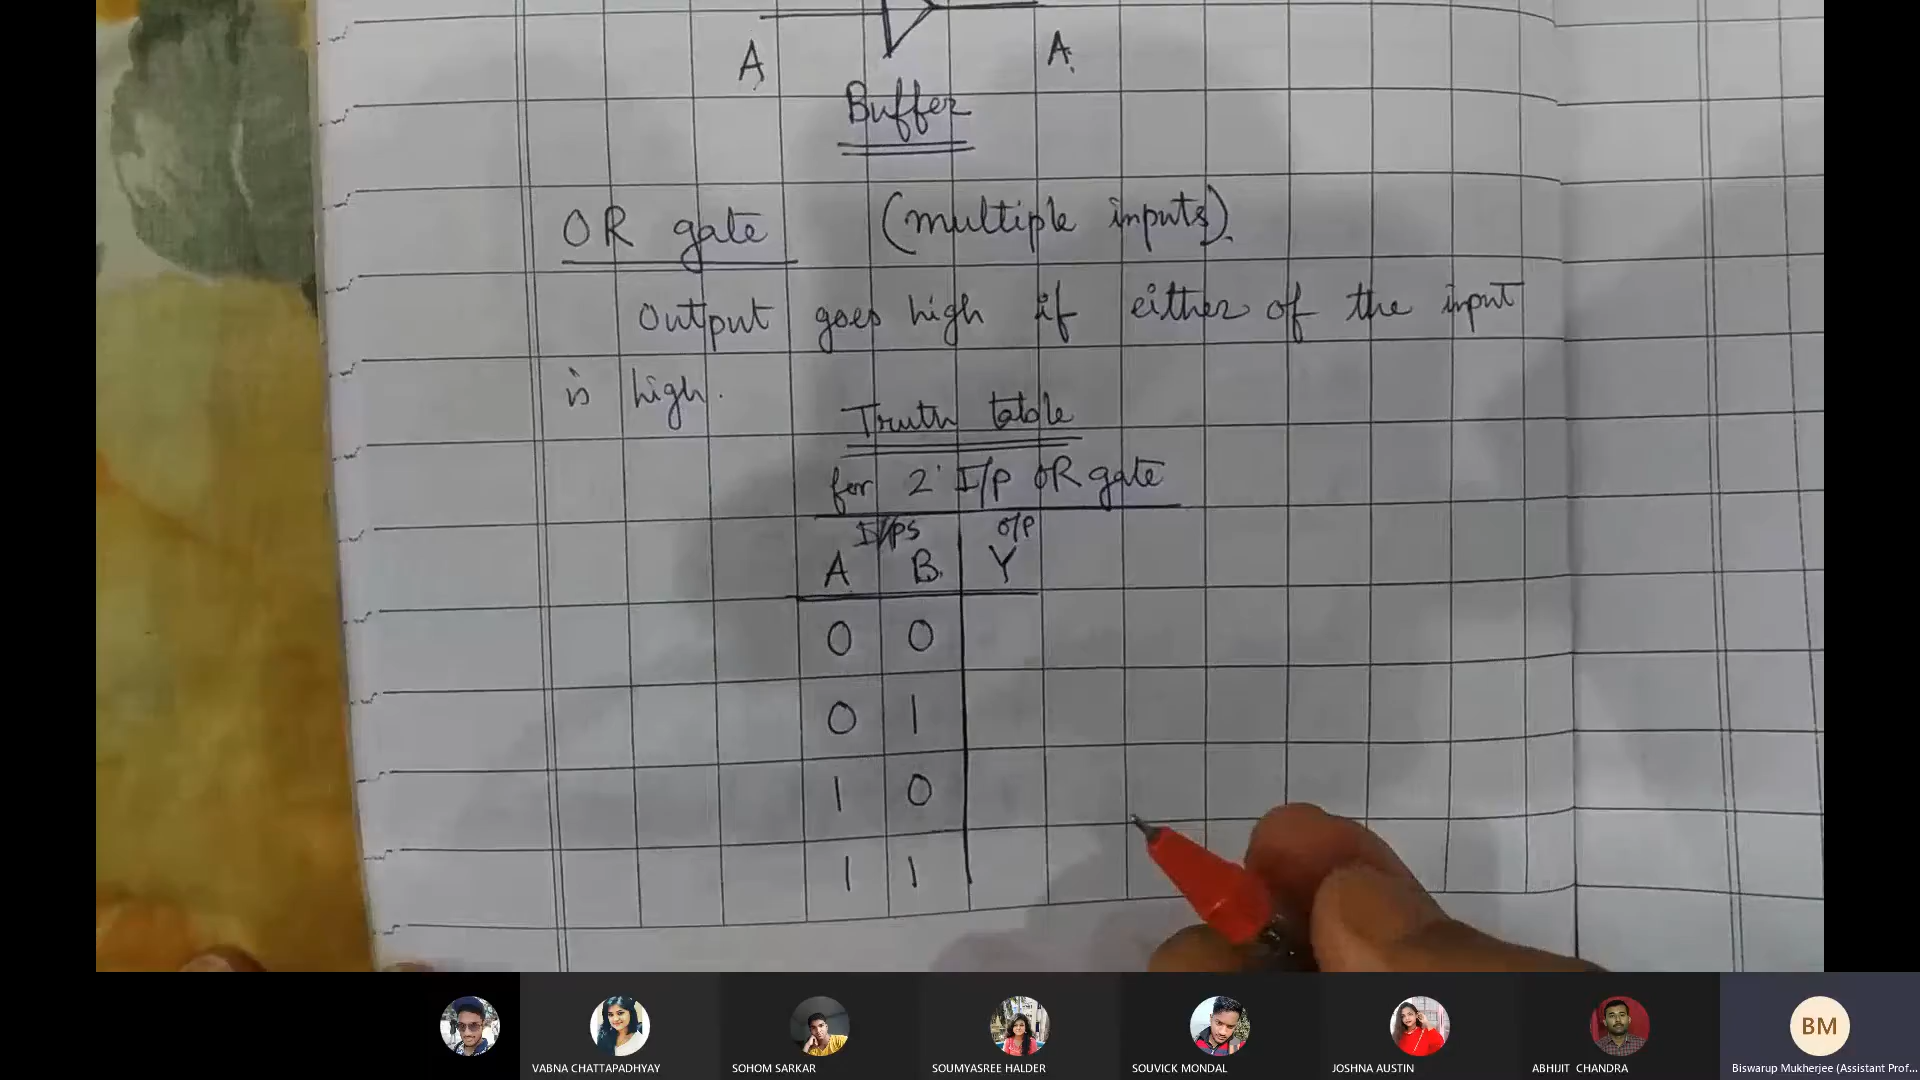 A A.
Buffer
OR gate (multiple inputs).
Output goes high if either of the input
is high.
Truth table
for 2 I/P OR gate
I/PS O/P
A B. Y
0 0
0 1
1 0
1 1
BM
VABNA CHATTAPADHYAY SOHOM SARKAR SOUMYASREE HALDER SOUVICK MONDAL JOSHNA AUSTIN ABHIJIT CHANDRA Biswarup Mukherjee (Assistant Prof...